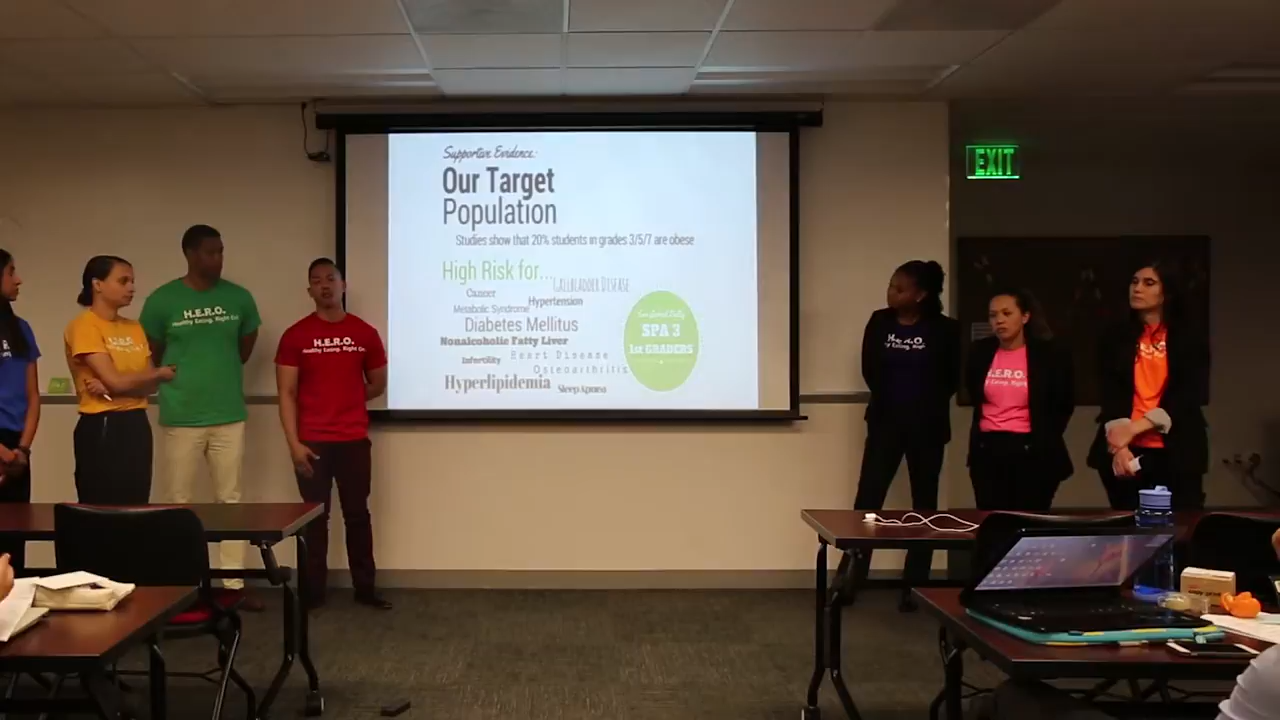 Supportive Evidence:
Our Target
Population
Studies show that 20% students in grades 3/5/7 are obese
High Risk for...
Gallbladder Disease
Cancer
Hypertension
Metabolic Syndrome
Diabetes Mellitus
Nonalcoholic Fatty Liver
Infertility
Heart Disease
Osteoarthritis
Hyperlipidemia
Sleep Apnea
SPA 3
1st GRADERS
EXIT
H.E.R.O.
Healthy Eating, Right On
H.E.R.O.
Healthy Eating, Right On
H.E.R.O.
H.E.R.O.